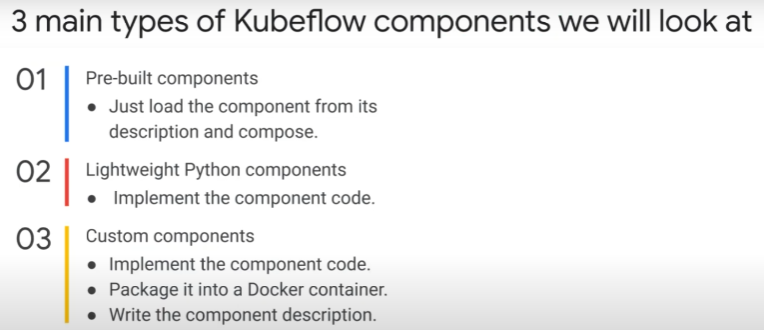 3 main types of Kubeflow components we will look at
01
Pre-built components
● Just load the component from its
description and compose.
02
Lightweight Python components
● Implement the component code.
03
Custom components
● Implement the component code.
● Package it into a Docker container.
● Write the component description.